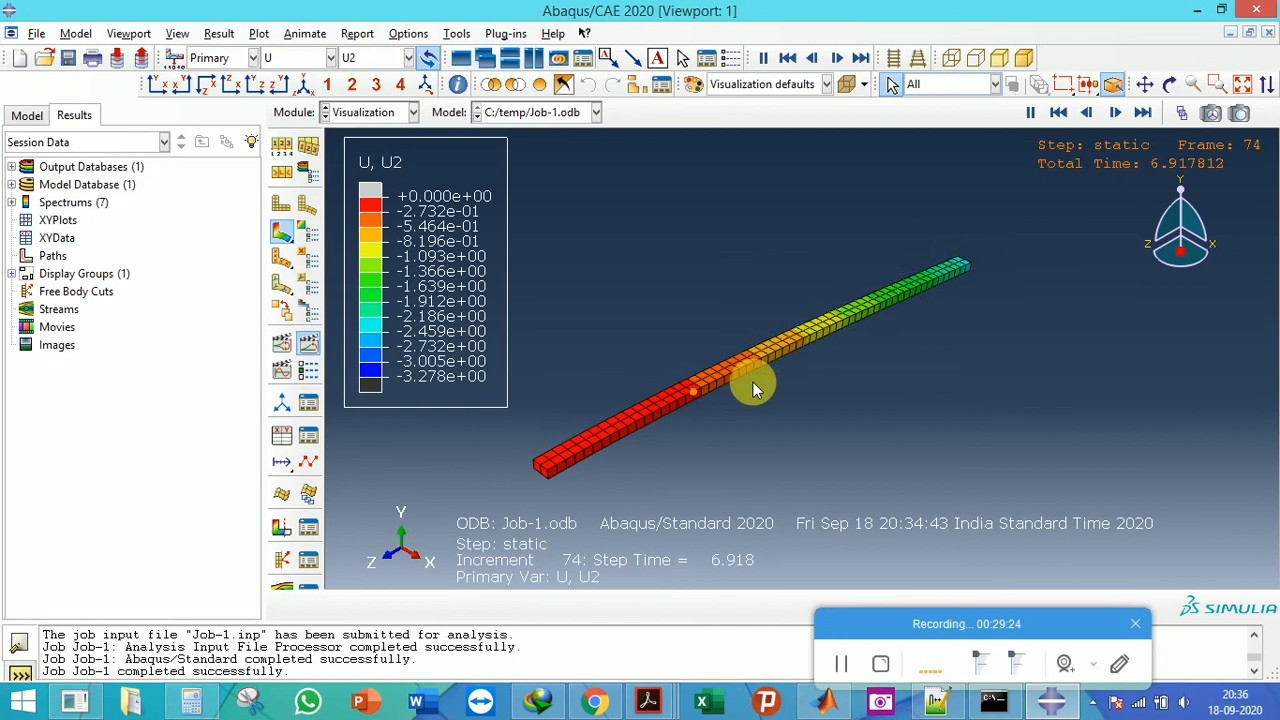 Abaqus/CAE 2020 [Viewport: 1]
File Model Viewport View Result Plot Animate Report Options Tools Plug-ins Help
Primary U U2
1 2 3 4 Visualization defaults All
Model Results Module: Visualization Model: C:/temp/Job-1.odb
Session Data
Output Databases (1)
Model Database (1)
Spectrums (7)
XYPlots
XYData
Paths
Display Groups (1)
Free Body Cuts
Streams
Movies
Images
U, U2
+0.000e+00
-2.732e-01
-5.464e-01
-8.196e-01
-1.093e+00
-1.366e+00
-1.639e+00
-1.912e+00
-2.186e+00
-2.459e+00
-2.732e+00
-3.005e+00
-3.278e+00
Step: static Frame: 74
Total Time: 6.917812
Y
Z X
Y
Z X
ODB: Job-1.odb Abaqus/Standard 2020 Fri Sep 18 20:34:43 India Standard Time 2020
Step: static
Increment 74: Step Time = 6.918
Primary Var: U, U2
SIMULIA
The job input file "Job-1.inp" has been submitted for analysis.
Job Job-1: Analysis Input File Processor completed successfully.
Job Job-1: Abaqus/Standard completed successfully.
Job Job-1 completed successfully.
Recording... 00:29:24
20:36
18-09-2020